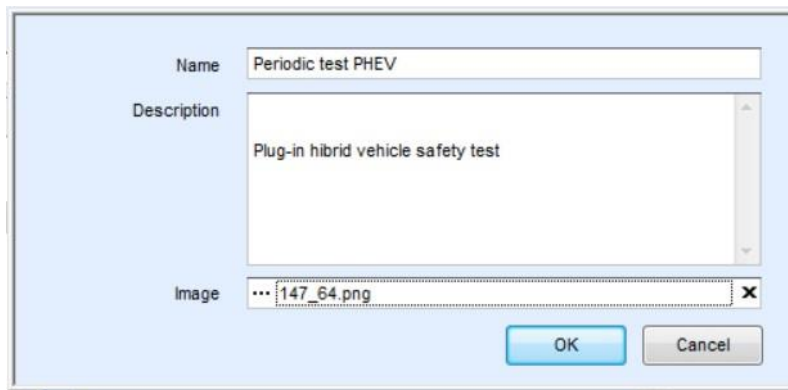 Name Periodic test PHEV
Description
Plug-in hibrid vehicle safety test
Image ... 147_64.png x
OK Cancel